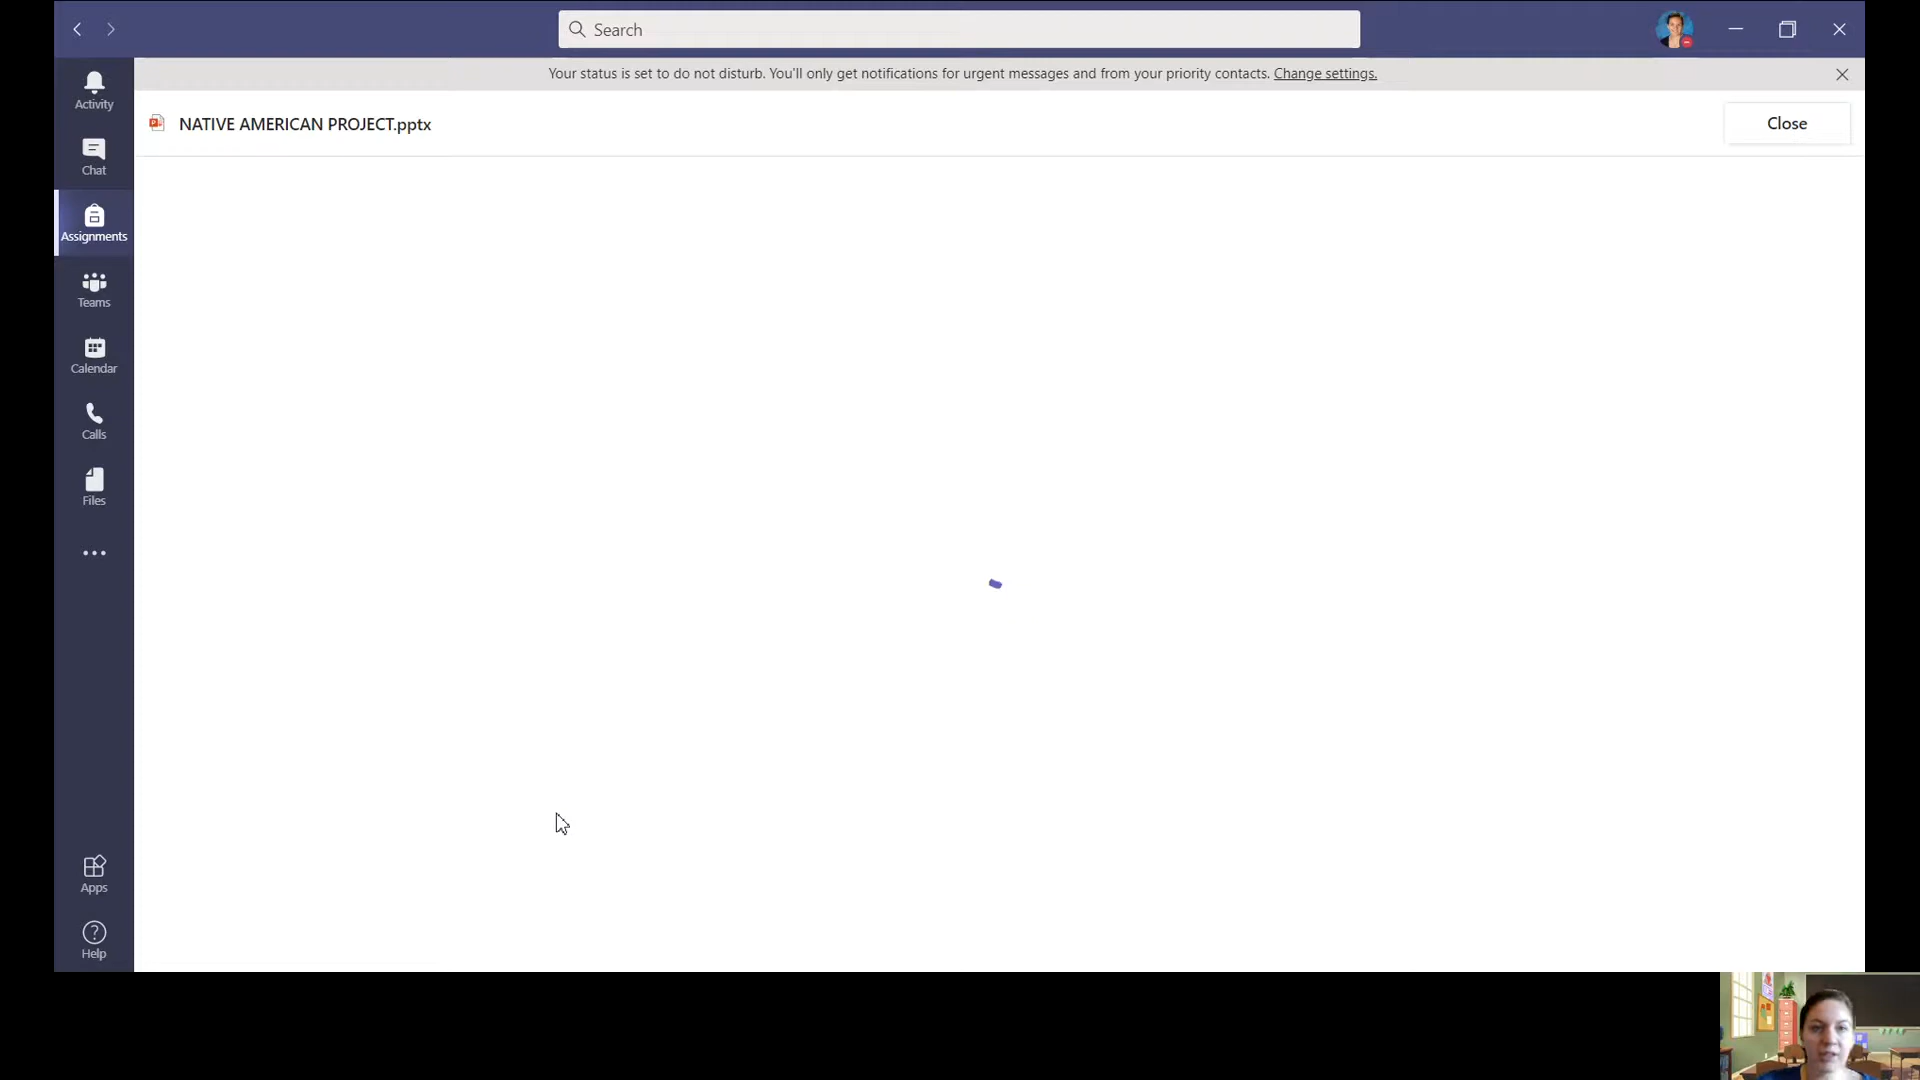 Search
Your status is set to do not disturb. You'll only get notifications for urgent messages and from your priority contacts. Change settings.
NATIVE AMERICAN PROJECT.pptx
Close
Activity
Chat
Assignments
Teams
Calendar
Calls
Files
Apps
Help